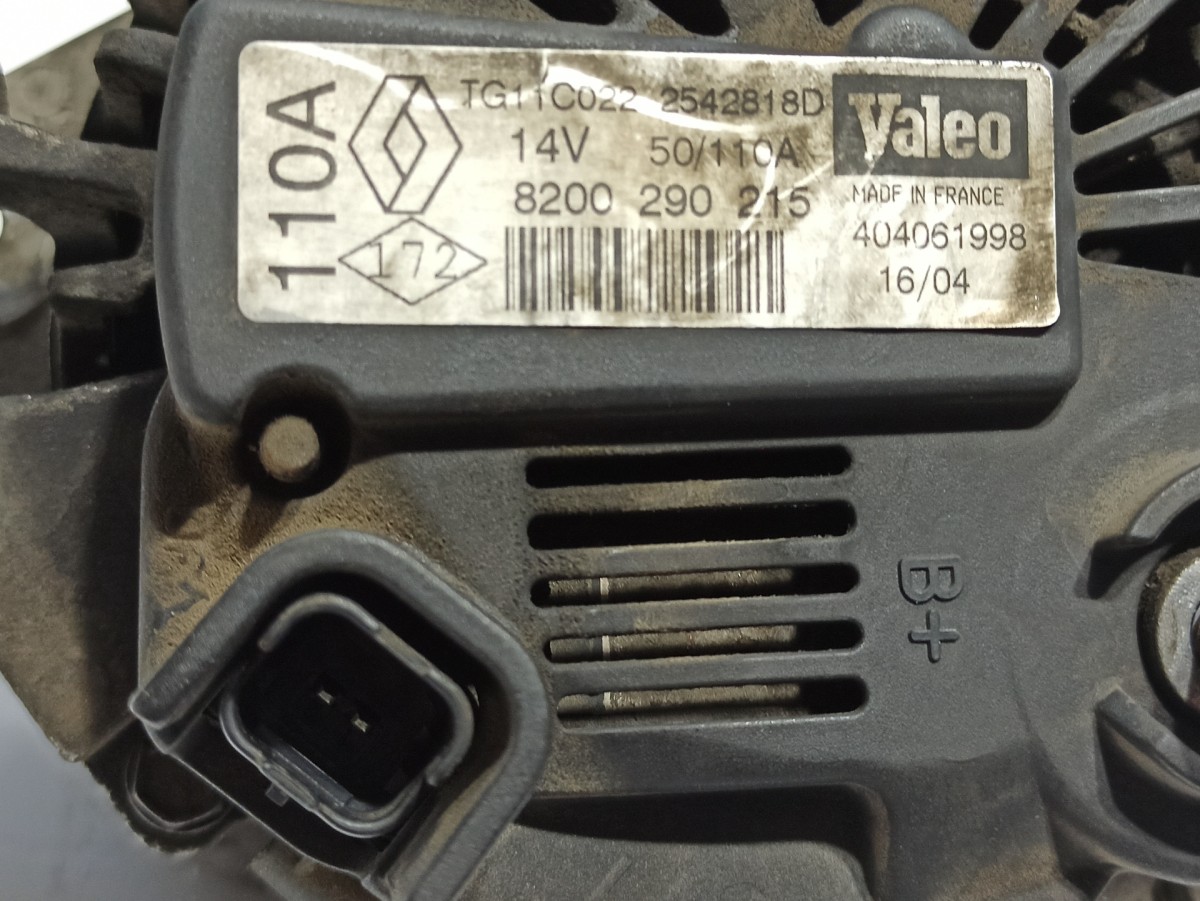 110A
TG11C022 2542818D
14V 50/110A
8200 290 215
172
Valeo
MADE IN FRANCE
404061998
16/04
B+